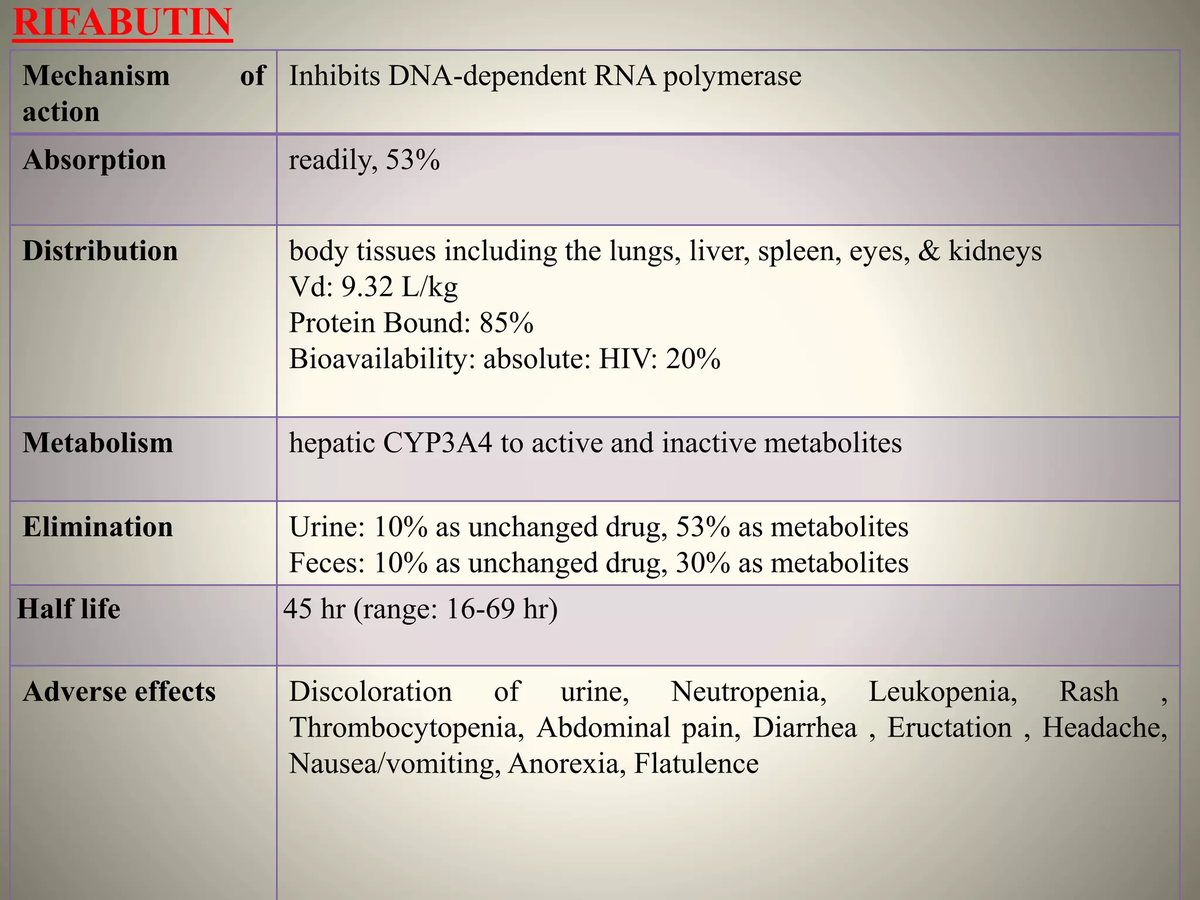 RIFABUTIN
Mechanism of
action
Inhibits DNA-dependent RNA polymerase
Absorption
readily, 53%
Distribution
body tissues including the lungs, liver, spleen, eyes, & kidneys
Vd: 9.32 L/kg
Protein Bound: 85%
Bioavailability: absolute: HIV: 20%
Metabolism
hepatic CYP3A4 to active and inactive metabolites
Elimination
Urine: 10% as unchanged drug, 53% as metabolites
Feces: 10% as unchanged drug, 30% as metabolites
Half life
45 hr (range: 16-69 hr)
Adverse effects
Discoloration of urine, Neutropenia, Leukopenia, Rash ,
Thrombocytopenia, Abdominal pain, Diarrhea , Eructation , Headache,
Nausea/vomiting, Anorexia, Flatulence